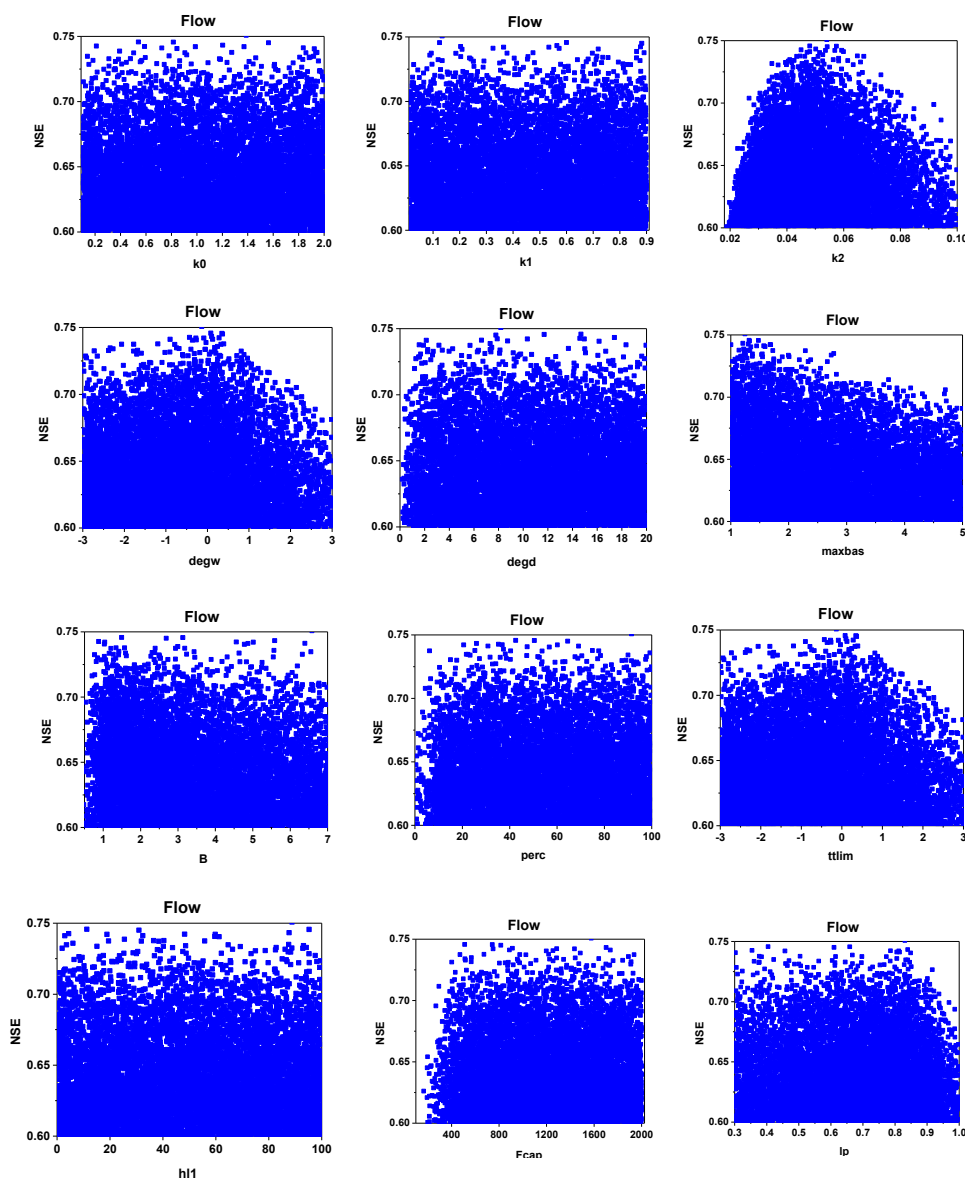 Flow
NSE
0.75
0.70
0.65
0.60
0.2 0.4 0.6 0.8 1.0 1.2 1.4 1.6 1.8 2.0
k0
Flow
NSE
0.75
0.70
0.65
0.60
0.1 0.2 0.3 0.4 0.5 0.6 0.7 0.8 0.9
k1
Flow
NSE
0.75
0.70
0.65
0.60
0.02 0.04 0.06 0.08 0.10
k2
Flow
NSE
0.75
0.70
0.65
0.60
-3 -2 -1 0 1 2 3
degw
Flow
NSE
0.75
0.70
0.65
0.60
0 2 4 6 8 10 12 14 16 18 20
degd
Flow
NSE
0.75
0.70
0.65
0.60
1 2 3 4 5
maxbas
Flow
NSE
0.75
0.70
0.65
0.60
1 2 3 4 5 6 7
B
Flow
NSE
0.75
0.70
0.65
0.60
0 20 40 60 80 100
perc
Flow
NSE
0.75
0.70
0.65
0.60
-3 -2 -1 0 1 2 3
ttlim
Flow
NSE
0.75
0.70
0.65
0.60
0 20 40 60 80 100
hl1
Flow
NSE
0.75
0.70
0.65
0.60
400 800 1200 1600 2000
Fcap
Flow
NSE
0.75
0.70
0.65
0.60
0.3 0.4 0.5 0.6 0.7 0.8 0.9 1.0
lp